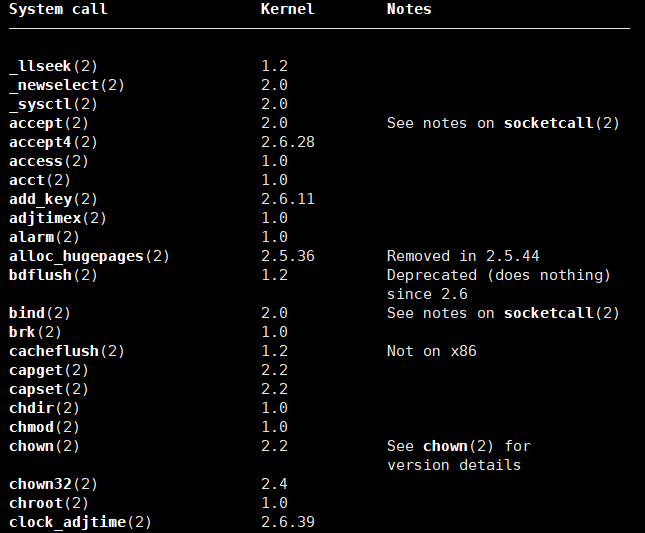 System call Kernel Notes
_llseek(2) 1.2
_newselect(2) 2.0
_sysctl(2) 2.0
accept(2) 2.0 See notes on socketcall(2)
accept4(2) 2.6.28
access(2) 1.0
acct(2) 1.0
add_key(2) 2.6.11
adjtimex(2) 1.0
alarm(2) 1.0
alloc_hugepages(2) 2.5.36 Removed in 2.5.44
bdflush(2) 1.2 Deprecated (does nothing)
since 2.6
bind(2) 2.0 See notes on socketcall(2)
brk(2) 1.0
cacheflush(2) 1.2 Not on x86
capget(2) 2.2
capset(2) 2.2
chdir(2) 1.0
chmod(2) 1.0
chown(2) 2.2 See chown(2) for
version details
chown32(2) 2.4
chroot(2) 1.0
clock_adjtime(2) 2.6.39